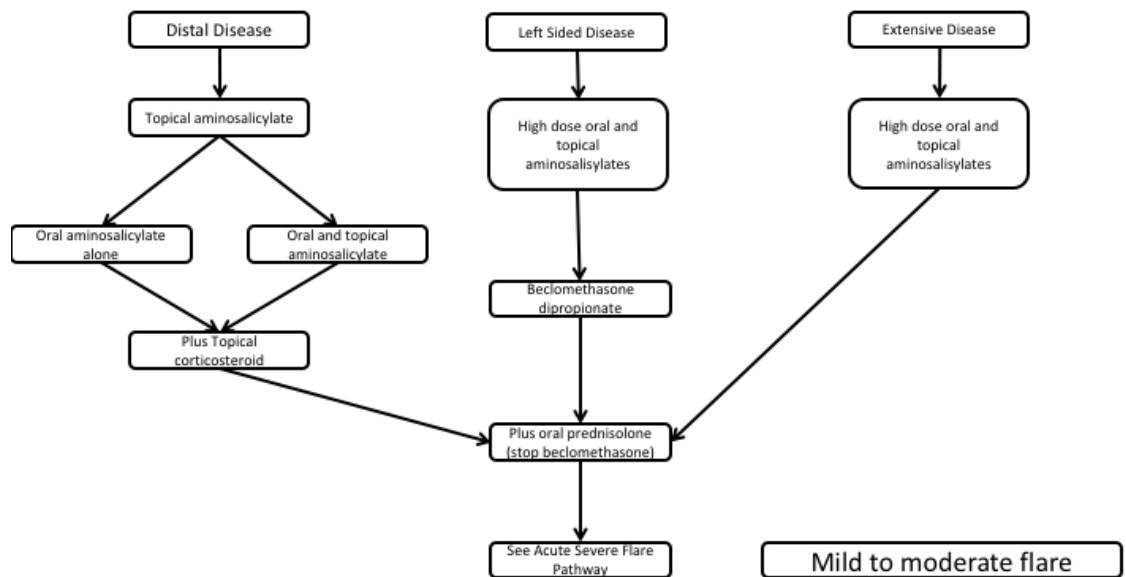 Distal Disease
Left Sided Disease
Extensive Disease
Topical aminosalicylate
High dose oral and
topical
aminosalisylates
High dose oral and
topical
aminosalisylates
Oral aminosalicylate
alone
Oral and topical
aminosalicylate
Beclomethasone
dipropionate
Plus Topical
corticosteroid
Plus oral prednisolone
(stop beclomethasone)
See Acute Severe Flare
Pathway
Mild to moderate flare